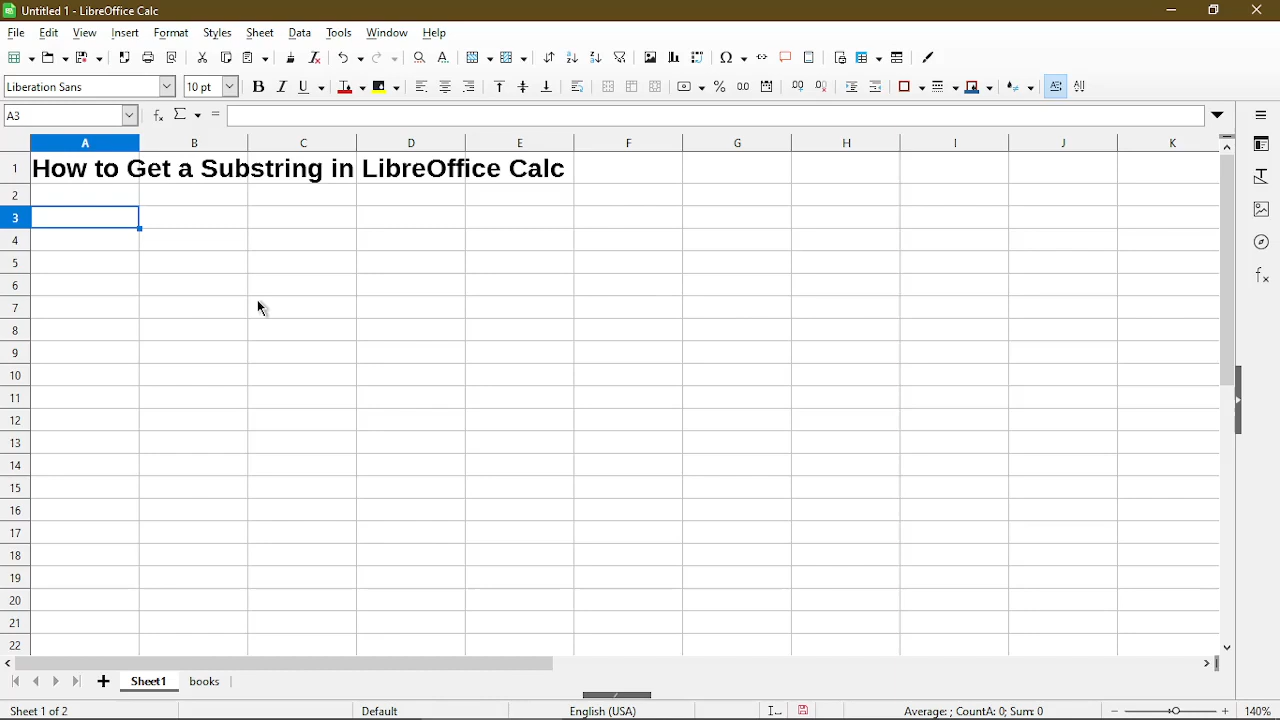 Untitled 1 - LibreOffice Calc
File Edit View Insert Format Styles Sheet Data Tools Window Help
Liberation Sans 10 pt
A3
A B C D E F G H I J K
1 How to Get a Substring in LibreOffice Calc
2
3
4
5
6
7
8
9
10
11
12
13
14
15
16
17
18
19
20
21
22
Sheet1 books
Sheet 1 of 2 Default English (USA) Average: ; CountA: 0; Sum: 0 140%